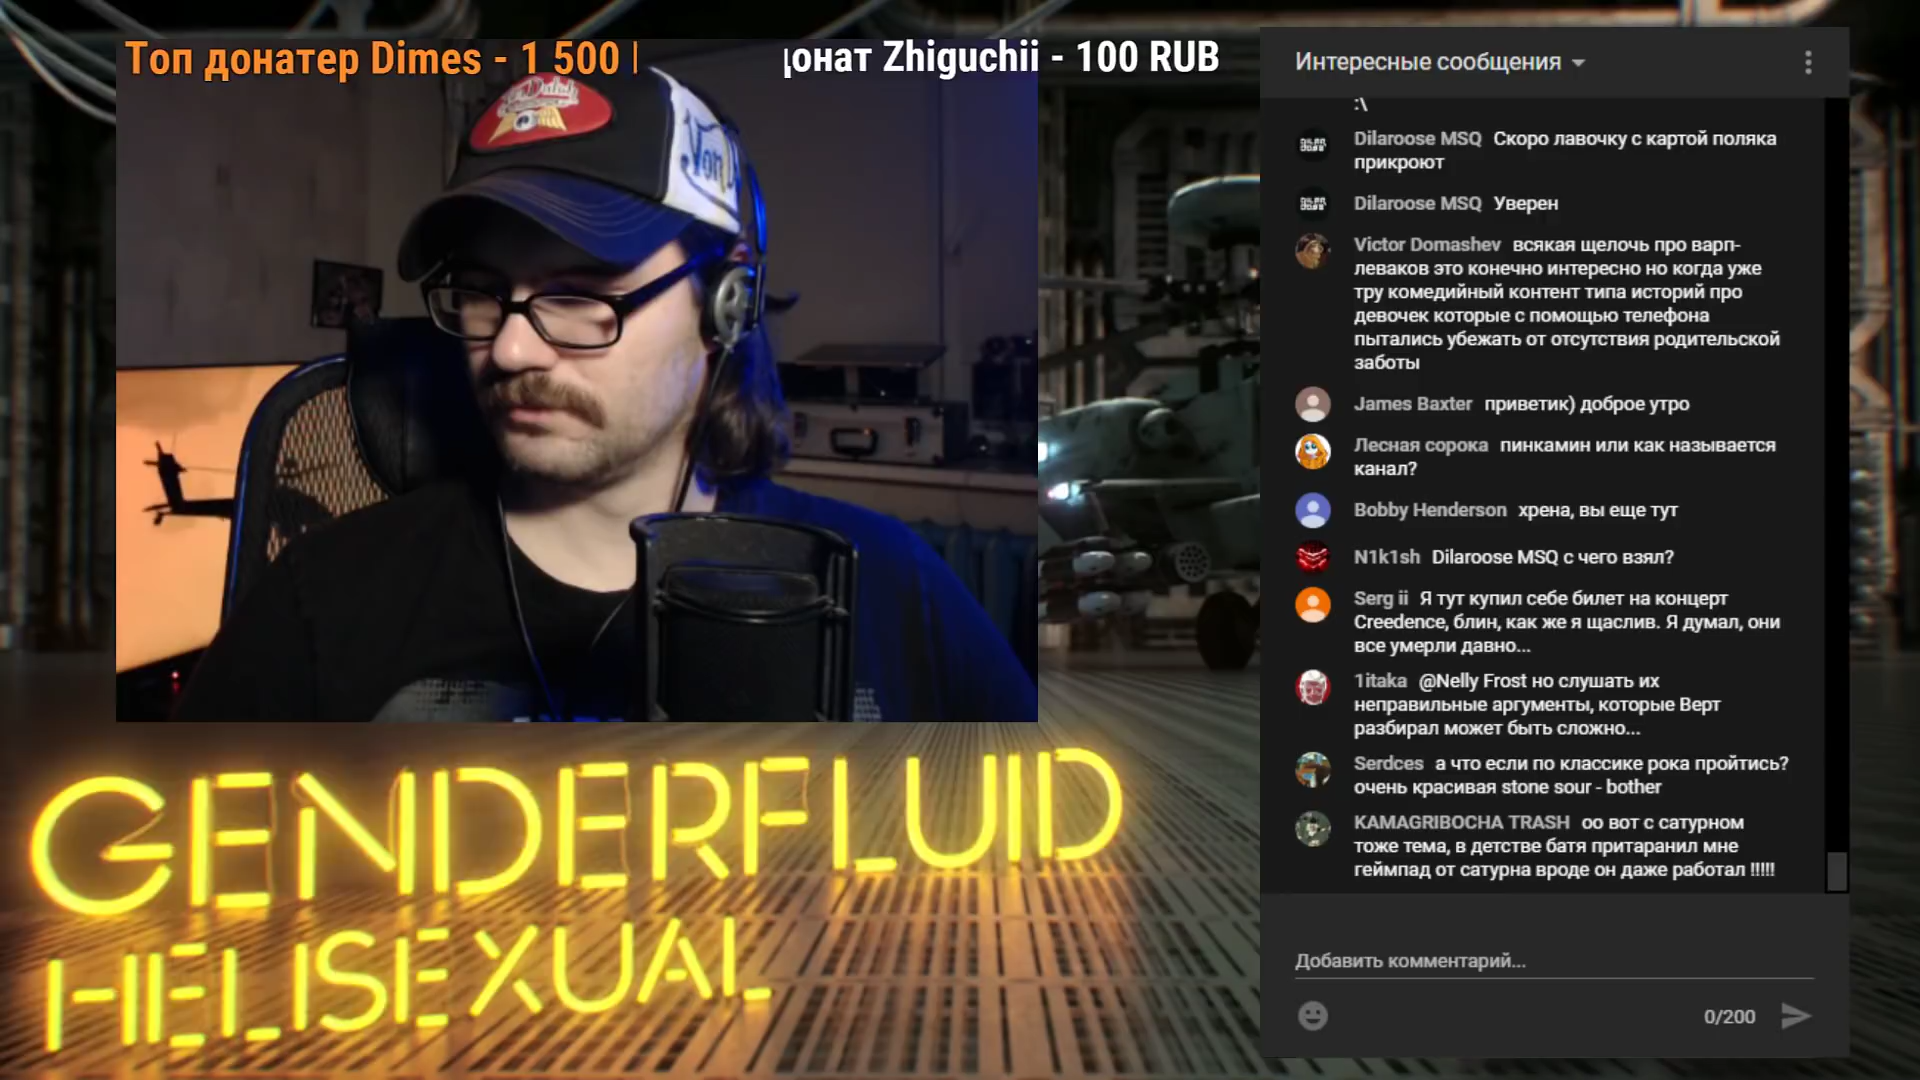 Топ донатер Dimes - 1 500
донат Zhiguchii - 100 RUB
Von D
GENDERFLUID
HELISEXUAL
Интересные сообщения
:\
Dilaroose MSQ Скоро лавочку с картой поляка
прикроют
Dilaroose MSQ Уверен
Victor Domashev всякая щелочь про варп-
леваков это конечно интересно но когда уже
тру комедийный контент типа историй про
девочек которые с помощью телефона
пытались убежать от отсутствия родительской
заботы
James Baxter приветик) доброе утро
Лесная сорока пинкамин или как называется
канал?
Bobby Henderson хрена, вы еще тут
N1k1sh Dilaroose MSQ с чего взял?
Serg ii Я тут купил себе билет на концерт
Creedence, блин, как же я щаслив. Я думал, они
все умерли давно...
1itaka @Nelly Frost но слушать их
неправильные аргументы, которые Верт
разбирал может быть сложно...
Serdces а что если по классике рока пройтись?
очень красивая stone sour - bother
KAMAGRIBOCHA TRASH оо вот с сатурном
тоже тема, в детстве батя притаранил мне
геймпад от сатурна вроде он даже работал !!!!!
Добавить комментарий...
0/200